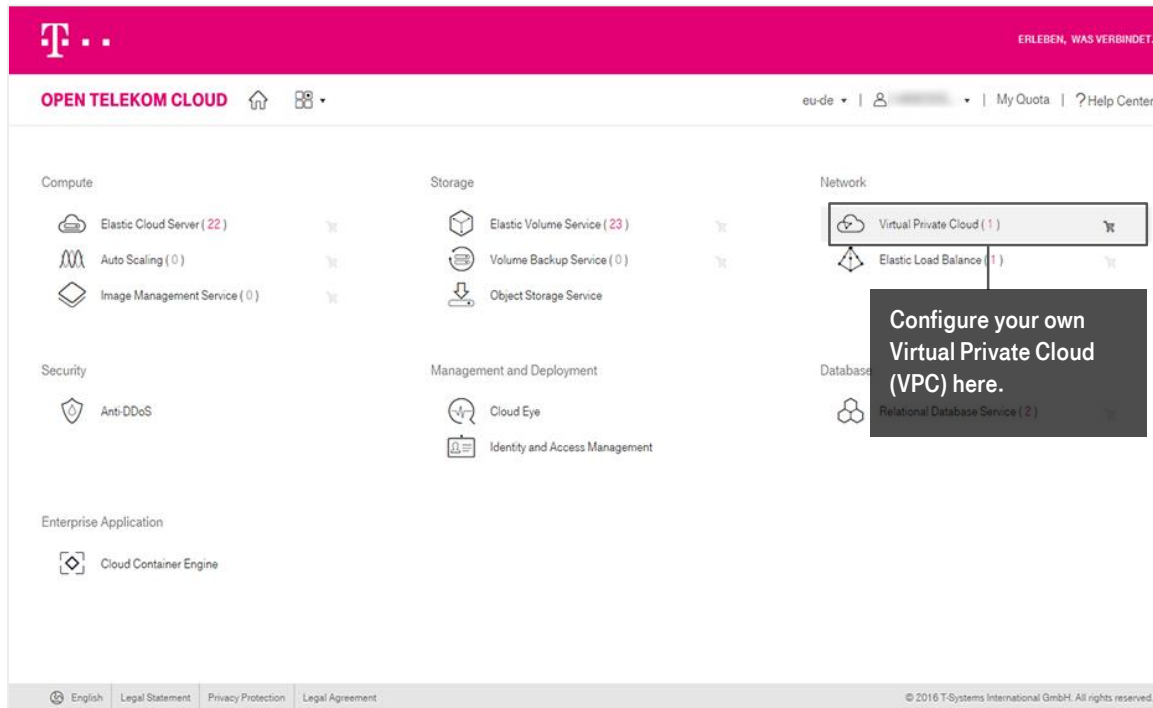 T
ERLEBEN, WAS VERBINDET.
OPEN TELEKOM CLOUD
eu-de | | My Quota | ? Help Center
Compute
Elastic Cloud Server ( 22 )
Auto Scaling ( 0 )
Image Management Service ( 0 )
Storage
Elastic Volume Service ( 23 )
Volume Backup Service ( 0 )
Object Storage Service
Network
Virtual Private Cloud ( 1 )
Elastic Load Balance ( 1 )
Configure your own
Virtual Private Cloud
(VPC) here.
Security
Anti-DDoS
Management and Deployment
Cloud Eye
Identity and Access Management
Database
Relational Database Service ( 2 )
Enterprise Application
Cloud Container Engine
English | Legal Statement | Privacy Protection | Legal Agreement
© 2016 T-Systems International GmbH. All rights reserved.